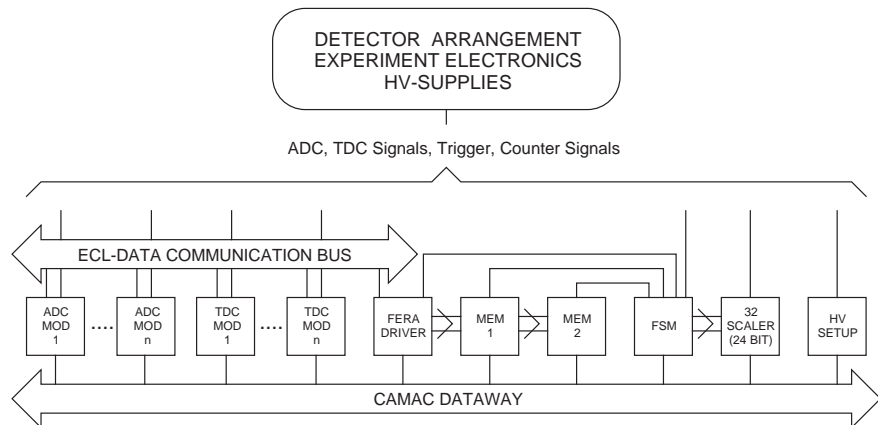 DETECTOR ARRANGEMENT
EXPERIMENT ELECTRONICS
HV-SUPPLIES
ADC, TDC Signals, Trigger, Counter Signals
ECL-DATA COMMUNICATION BUS
ADC
MOD
1
....
ADC
MOD
n
TDC
MOD
1
....
TDC
MOD
n
FERA
DRIVER
MEM
1
MEM
2
FSM
32
SCALER
(24 BIT)
HV
SETUP
CAMAC DATAWAY